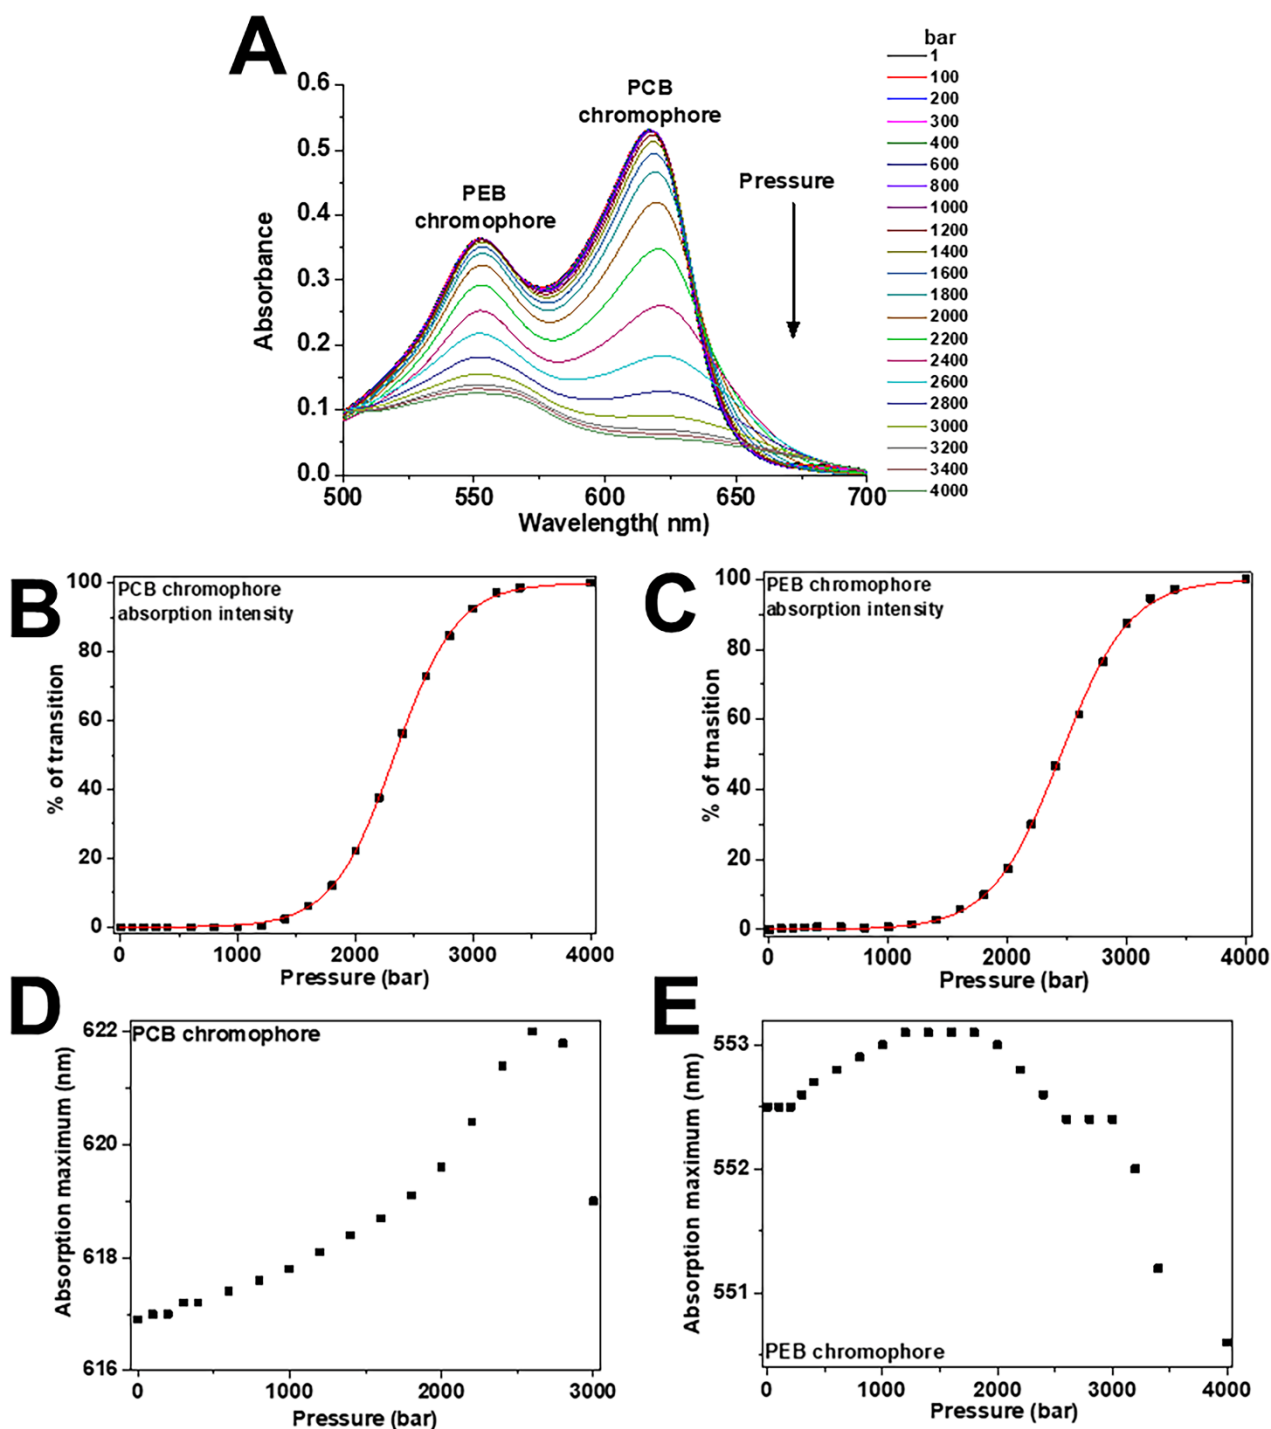 A
PCB
chromophore
PEB
chromophore
Pressure
bar
1
100
200
300
400
600
800
1000
1200
1400
1600
1800
2000
2200
2400
2600
2800
3000
3200
3400
4000
0.6
0.5
0.4
0.3
0.2
0.1
0.0
Absorbance
500 550 600 650 700
Wavelength( nm)
B
PCB chromophore
absorption intensity
100
80
60
40
20
0
% of transition
0 1000 2000 3000 4000
Pressure (bar)
C
PEB chromophore
absorption intensity
100
80
60
40
20
0
% of trnasition
0 1000 2000 3000 4000
Pressure (bar)
D
PCB chromophore
622
620
618
616
Absorption maximum (nm)
0 1000 2000 3000
Pressure (bar)
E
553
552
551
Absorption maximum (nm)
PEB chromophore
0 1000 2000 3000 4000
Pressure (bar)